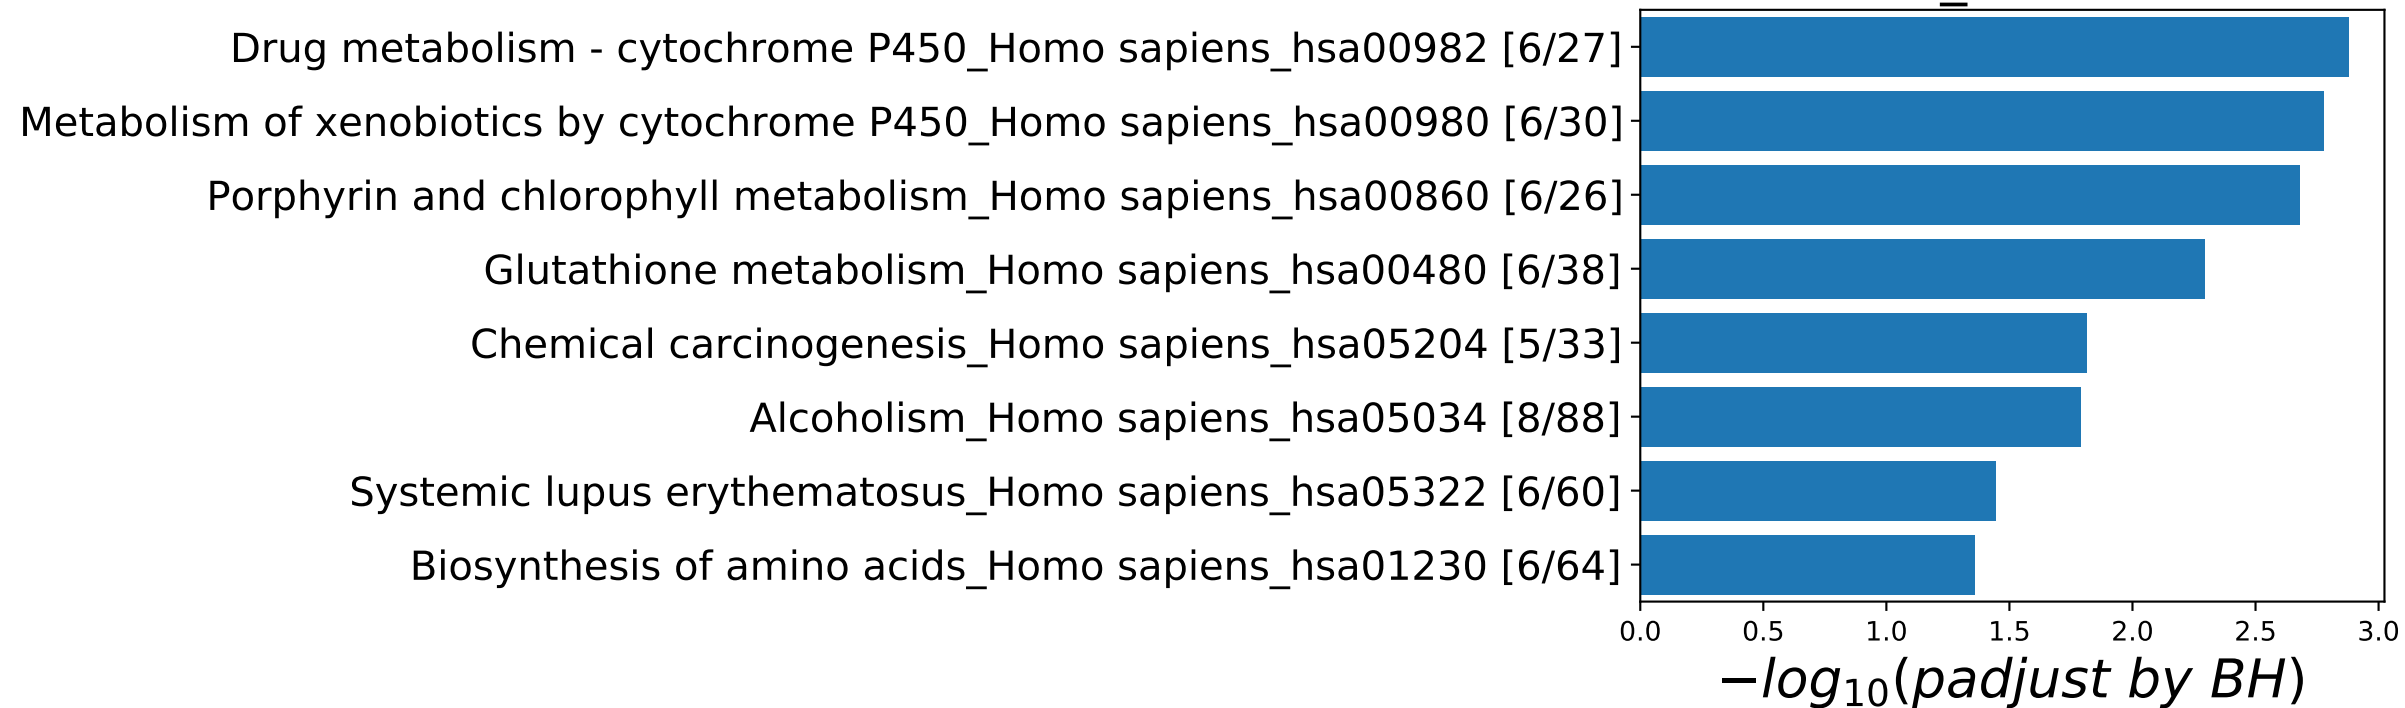 Drug metabolism - cytochrome P450_Homo sapiens_hsa00982 [6/27]
Metabolism of xenobiotics by cytochrome P450_Homo sapiens_hsa00980 [6/30]
Porphyrin and chlorophyll metabolism_Homo sapiens_hsa00860 [6/26]
Glutathione metabolism_Homo sapiens_hsa00480 [6/38]
Chemical carcinogenesis_Homo sapiens_hsa05204 [5/33]
Alcoholism_Homo sapiens_hsa05034 [8/88]
Systemic lupus erythematosus_Homo sapiens_hsa05322 [6/60]
Biosynthesis of amino acids_Homo sapiens_hsa01230 [6/64]
0.0 0.5 1.0 1.5 2.0 2.5 3.0
−log₁₀(padjust by BH)